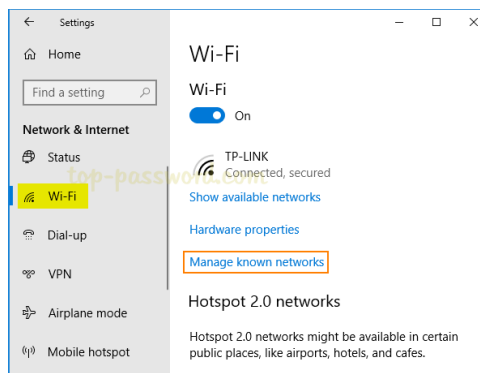 Settings
Home
Find a setting
Network & Internet
Status
Wi-Fi
Dial-up
VPN
Airplane mode
Mobile hotspot
Wi-Fi
Wi-Fi
On
TP-LINK
Connected, secured
Show available networks
Hardware properties
Manage known networks
Hotspot 2.0 networks
Hotspot 2.0 networks might be available in certain
public places, like airports, hotels, and cafes.
top-password.com